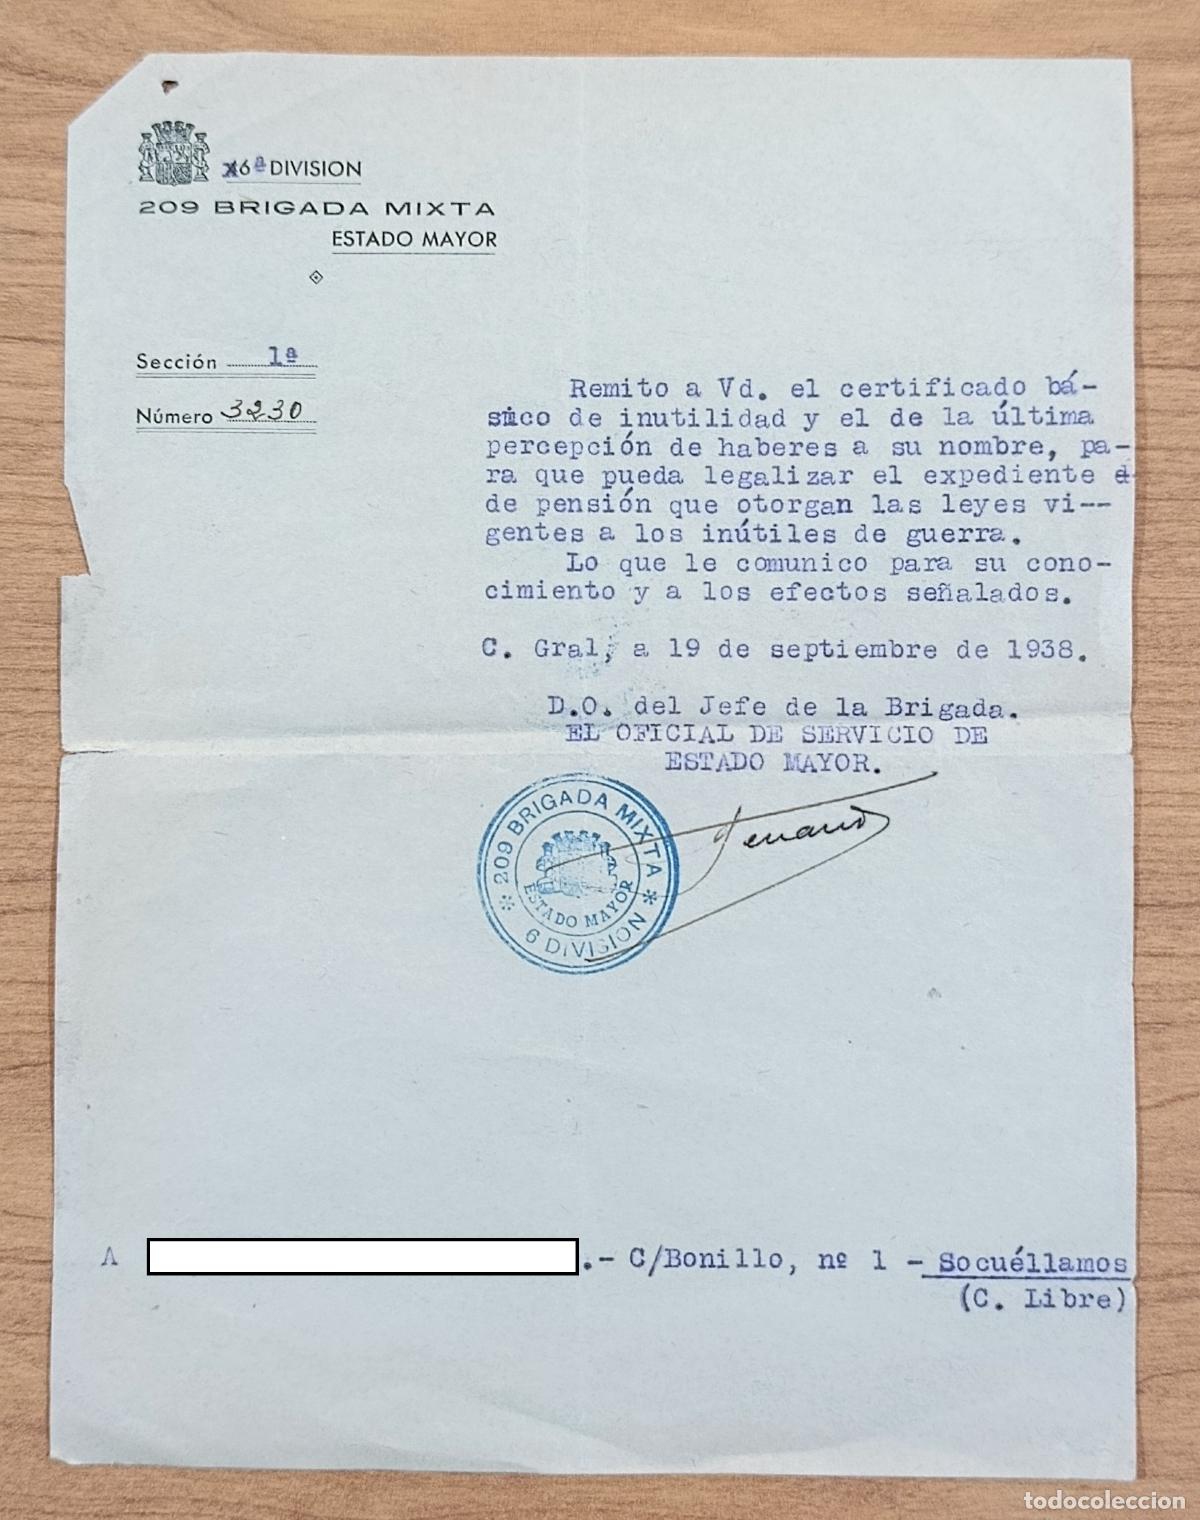 6ª DIVISION
209 BRIGADA MIXTA
ESTADO MAYOR
Sección 1ª
Número 3230
Remito a Vd. el certificado bá-
sico de inutilidad y el de la última
percepción de haberes a su nombre, pa-
ra que pueda legalizar el expediente d
de pensión que otorgan las leyes vi--
gentes a los inútiles de guerra.
Lo que le comunico para su cono-
cimiento y a los efectos señalados.
C. Gral, a 19 de septiembre de 1938.
D.O. del Jefe de la Brigada.
EL OFICIAL DE SERVICIO DE
ESTADO MAYOR.
* 209 BRIGADA MIXTA *
ESTADO MAYOR
6 DIVISION
A .- C/Bonillo, nº 1 - Socuéllamos
(C. Libre)
todocoleccion